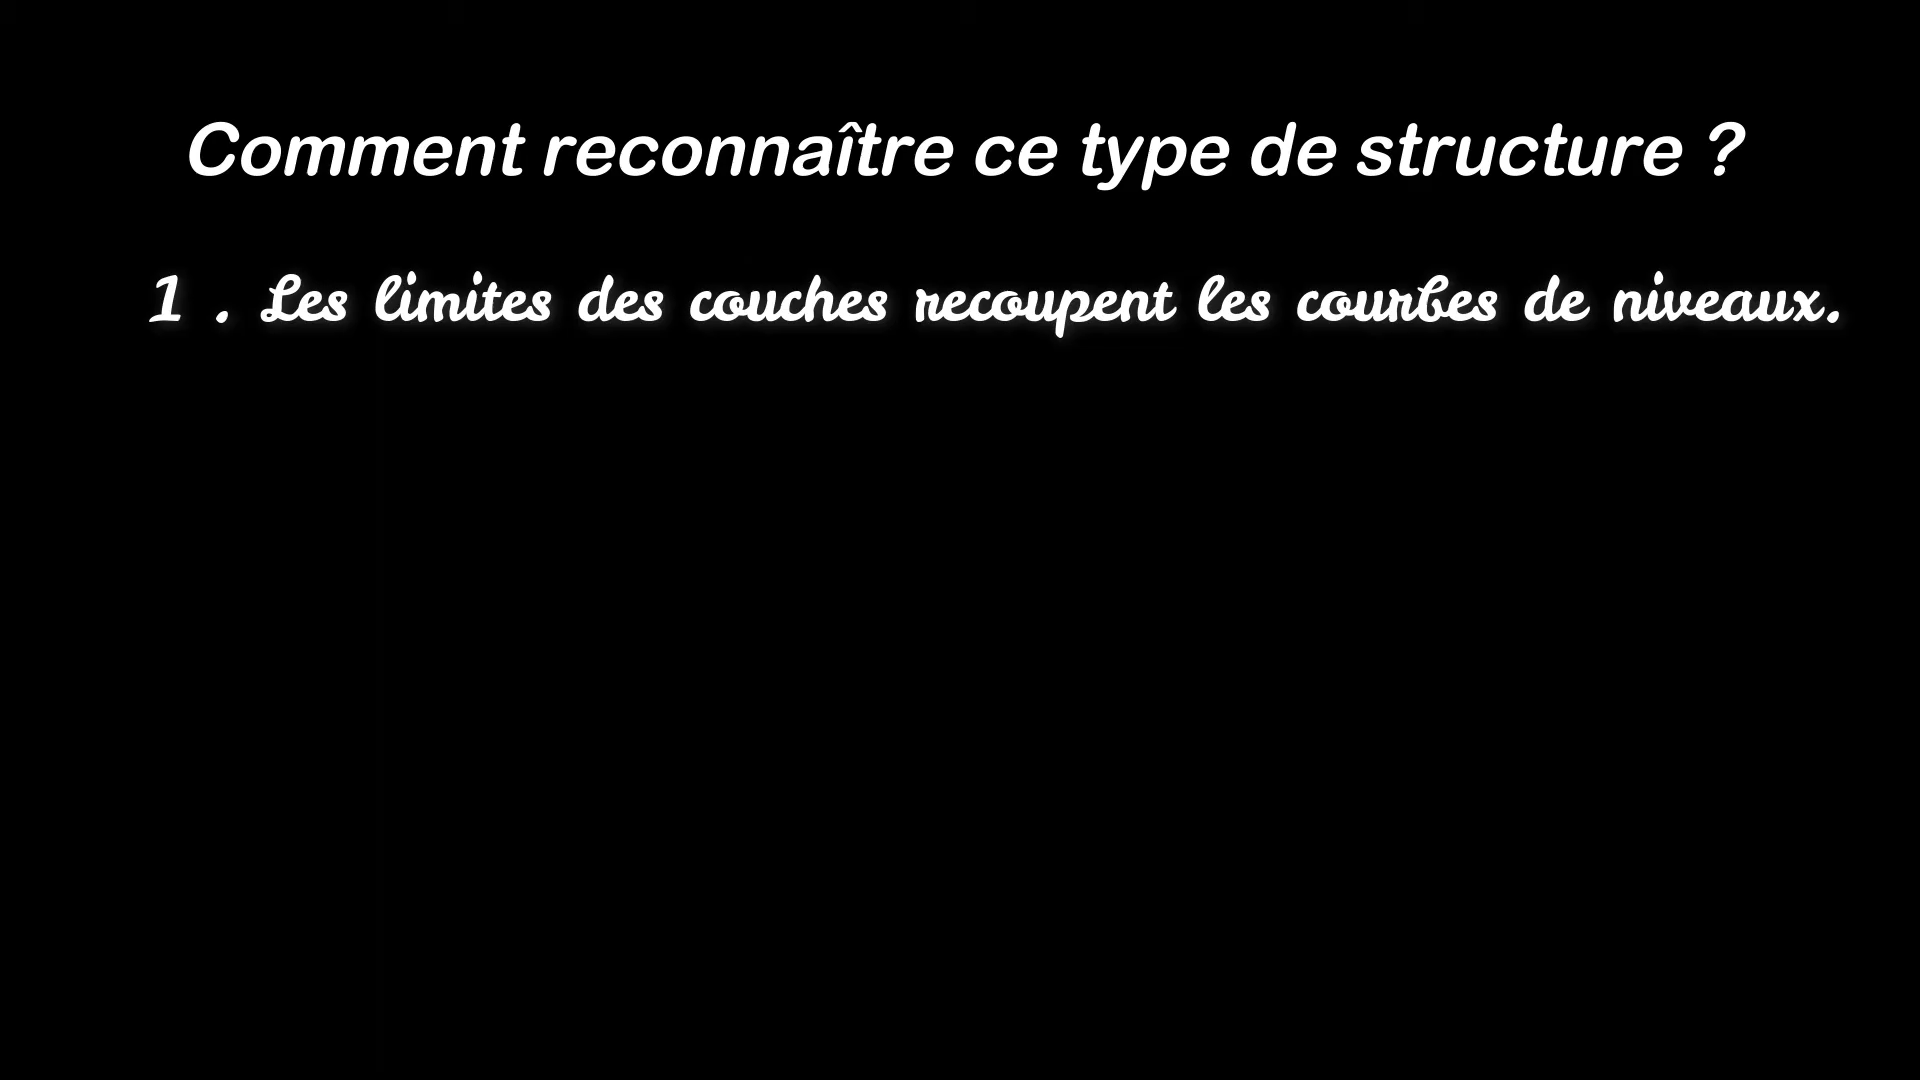 Comment reconnaître ce type de structure ?
1 . Les limites des couches recoupent les courbes de niveaux.